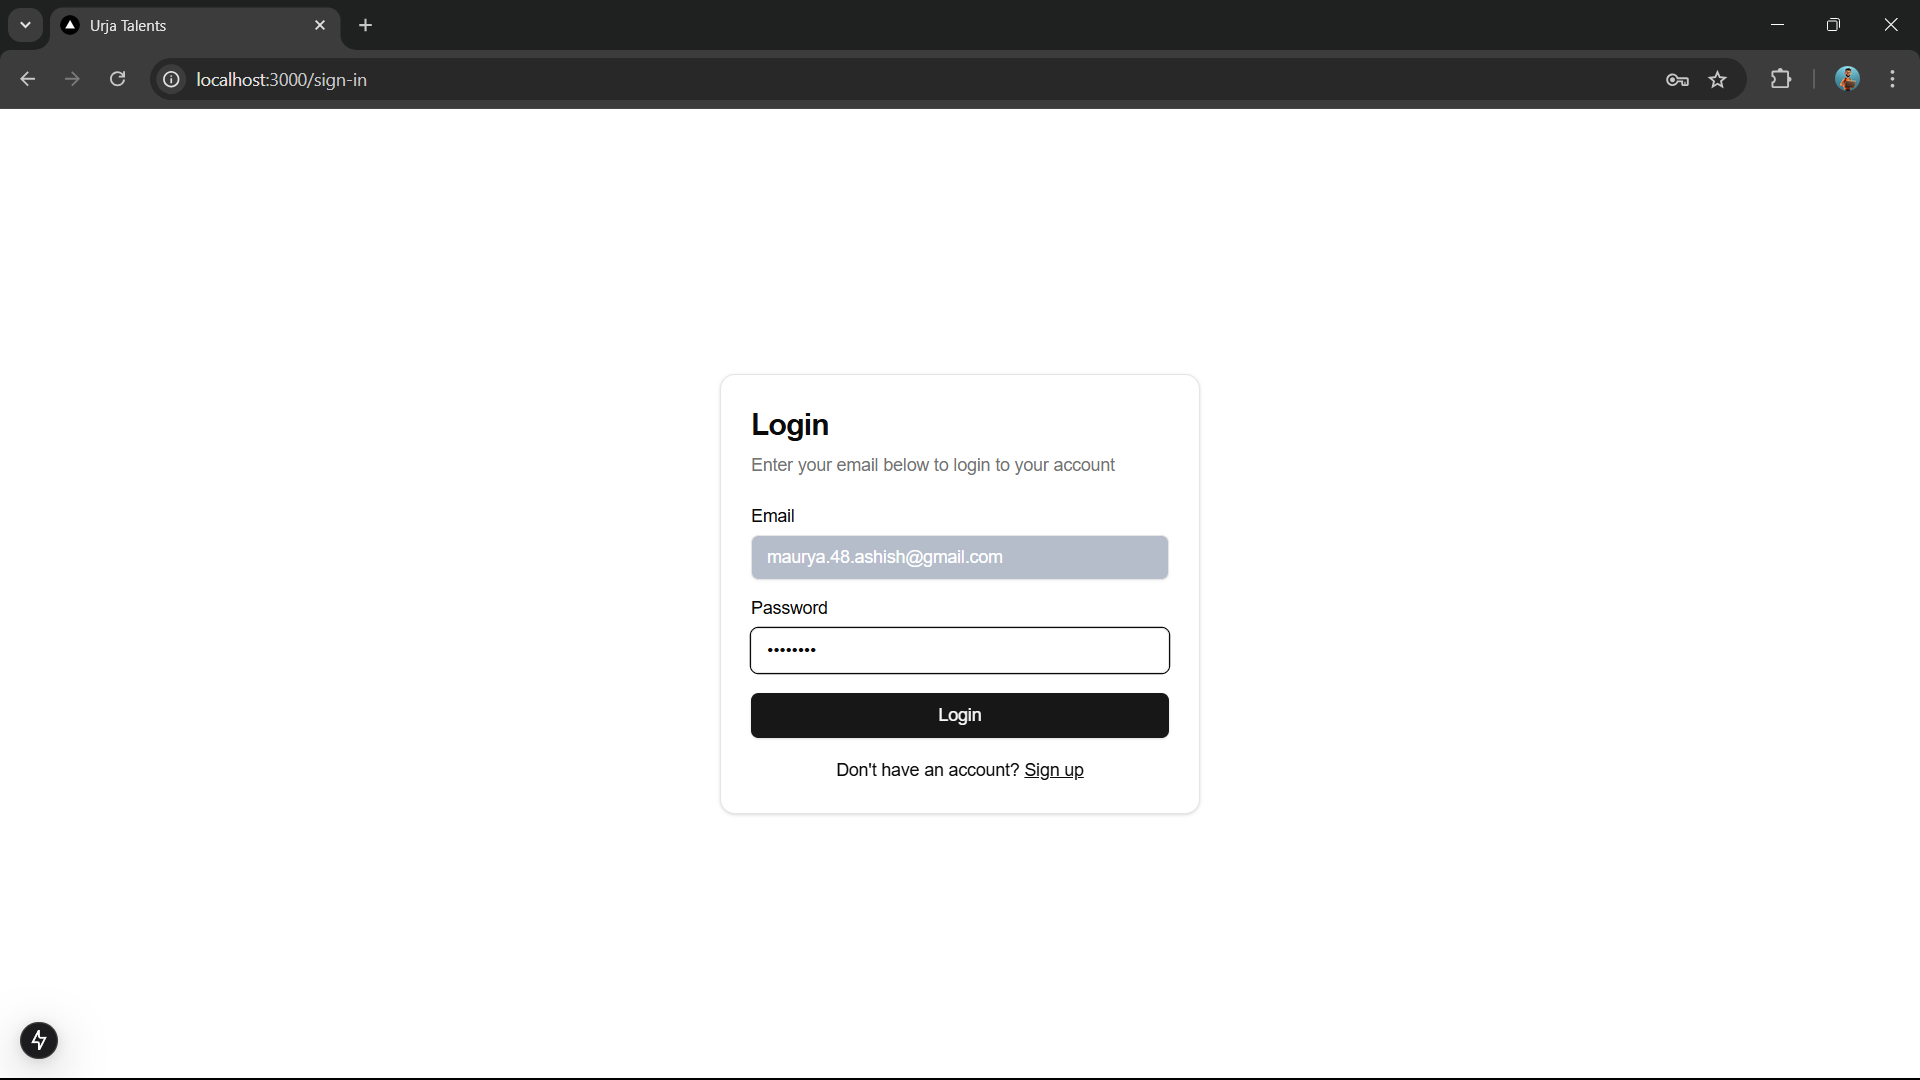 Urja Talents
localhost:3000/sign-in
Login
Enter your email below to login to your account
Email
maurya.48.ashish@gmail.com
Password
••••••••
Login
Don't have an account? Sign up